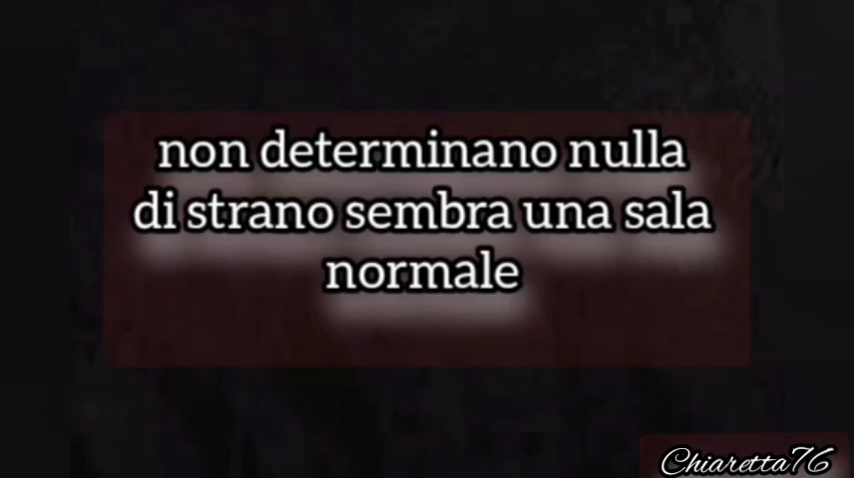 non determinano nulla
di strano sembra una sala
normale
Chiaretta76